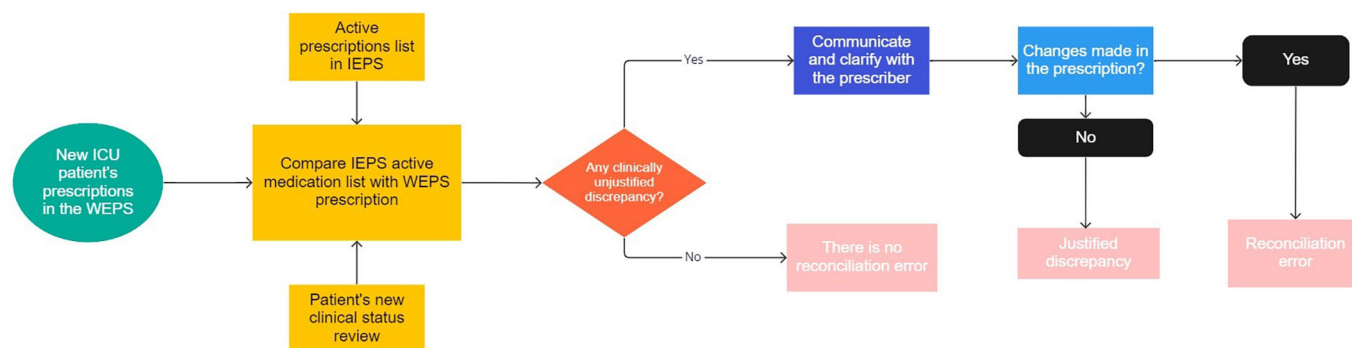 Active
prescriptions list
in IEPS
New ICU
patient's
prescriptions
in the WEPS
Compare IEPS active
medication list with WEPS
prescription
Patient's new
clinical status
review
Any clinically
unjustified
discrepancy?
Yes
Communicate
and clarify with
the prescriber
Changes made in
the prescription?
Yes
No
No
There is no
reconciliation error
Justified
discrepancy
Reconciliation
error